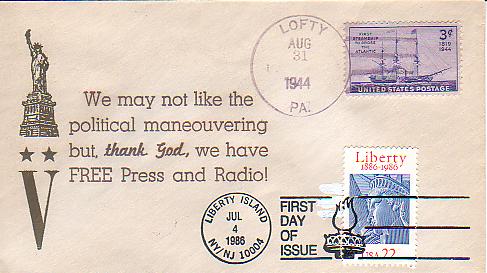 LOFTY
AUG
31
1944
PA.
FIRST
STEAMSHIP
TO CROSS
THE
ATLANTIC
3¢
1819
1944
UNITED STATES POSTAGE
We may not like the
political maneouvering
but, thank God, we have
FREE Press and Radio!
V
Liberty
1886-1986
USA 22
LIBERTY ISLAND
JUL
4
1986
NY/NJ 10004
FIRST
DAY
OF
ISSUE